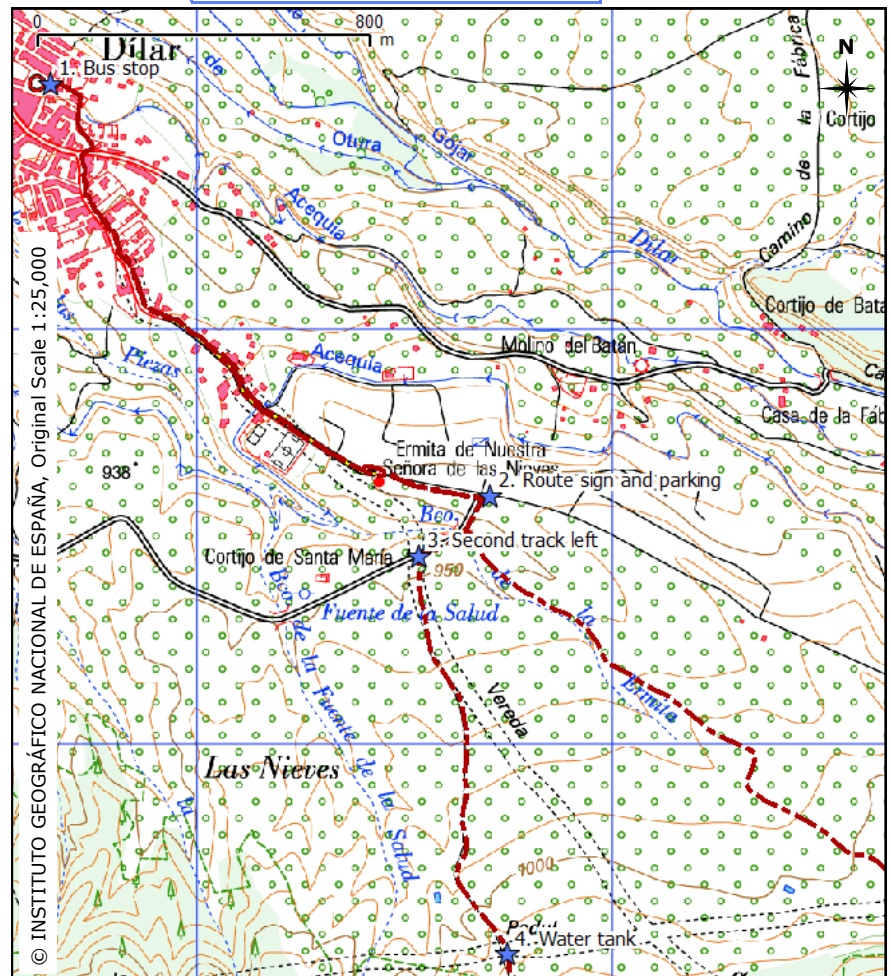 0 800
m
Dílar
1. Bus stop
N
de la Fábrica
Cortijo
de
Otura
Gójar
Acequia
Dílar
Camino
Cortijo de Bata
Molino del Batán
Acequia
Piezas
Ca
Casa de la Fáb
938
Ermita de Nuestra
Señora de las Nieves
2. Route sign and parking
Bco.
3. Second track left
Cortijo de Santa María
950
de
la
Ermita
Fuente de la Salud
Bco. de la Fuente de la Salud
Vereda
Las Nieves
la
1000
4. Water tank
© INSTITUTO GEOGRÁFICO NACIONAL DE ESPAÑA, Original Scale 1:25,000